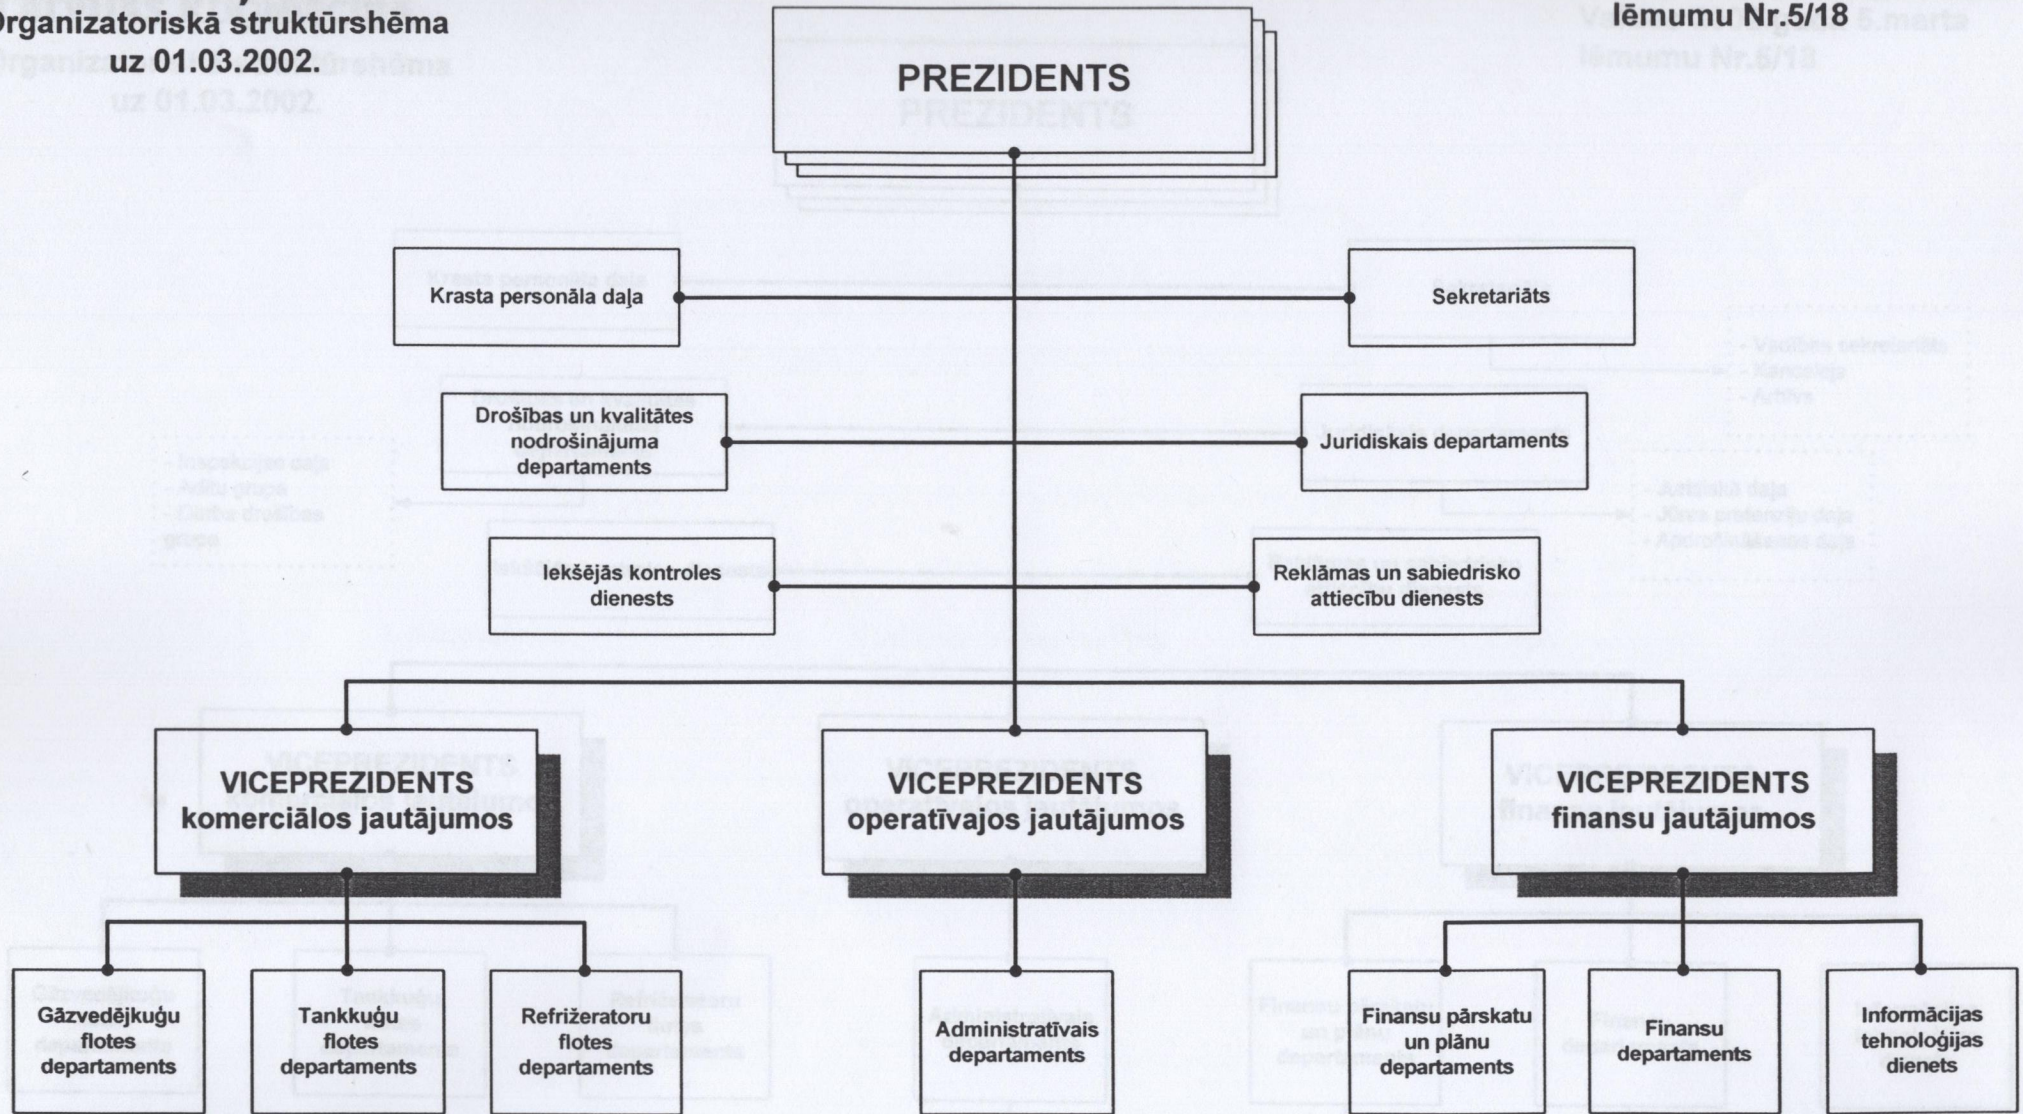 Organizatoriskā struktūrshēma
uz 01.03.2002.
lēmumu Nr.5/18
PREZIDENTS
Krasta personāla daļa
Sekretariāts
Drošības un kvalitātes
nodrošinājuma
departaments
Juridiskais departaments
Iekšējās kontroles
dienests
Reklāmas un sabiedrisko
attiecību dienests
VICEPREZIDENTS
komerciālos jautājumos
VICEPREZIDENTS
operatīvajos jautājumos
VICEPREZIDENTS
finansu jautājumos
Gāzvedējkuģu
flotes
departaments
Tankkuģu
flotes
departaments
Refrižeratoru
flotes
departaments
Administratīvais
departaments
Finansu pārskatu
un plānu
departaments
Finansu
departaments
Informācijas
tehnoloģijas
dienets